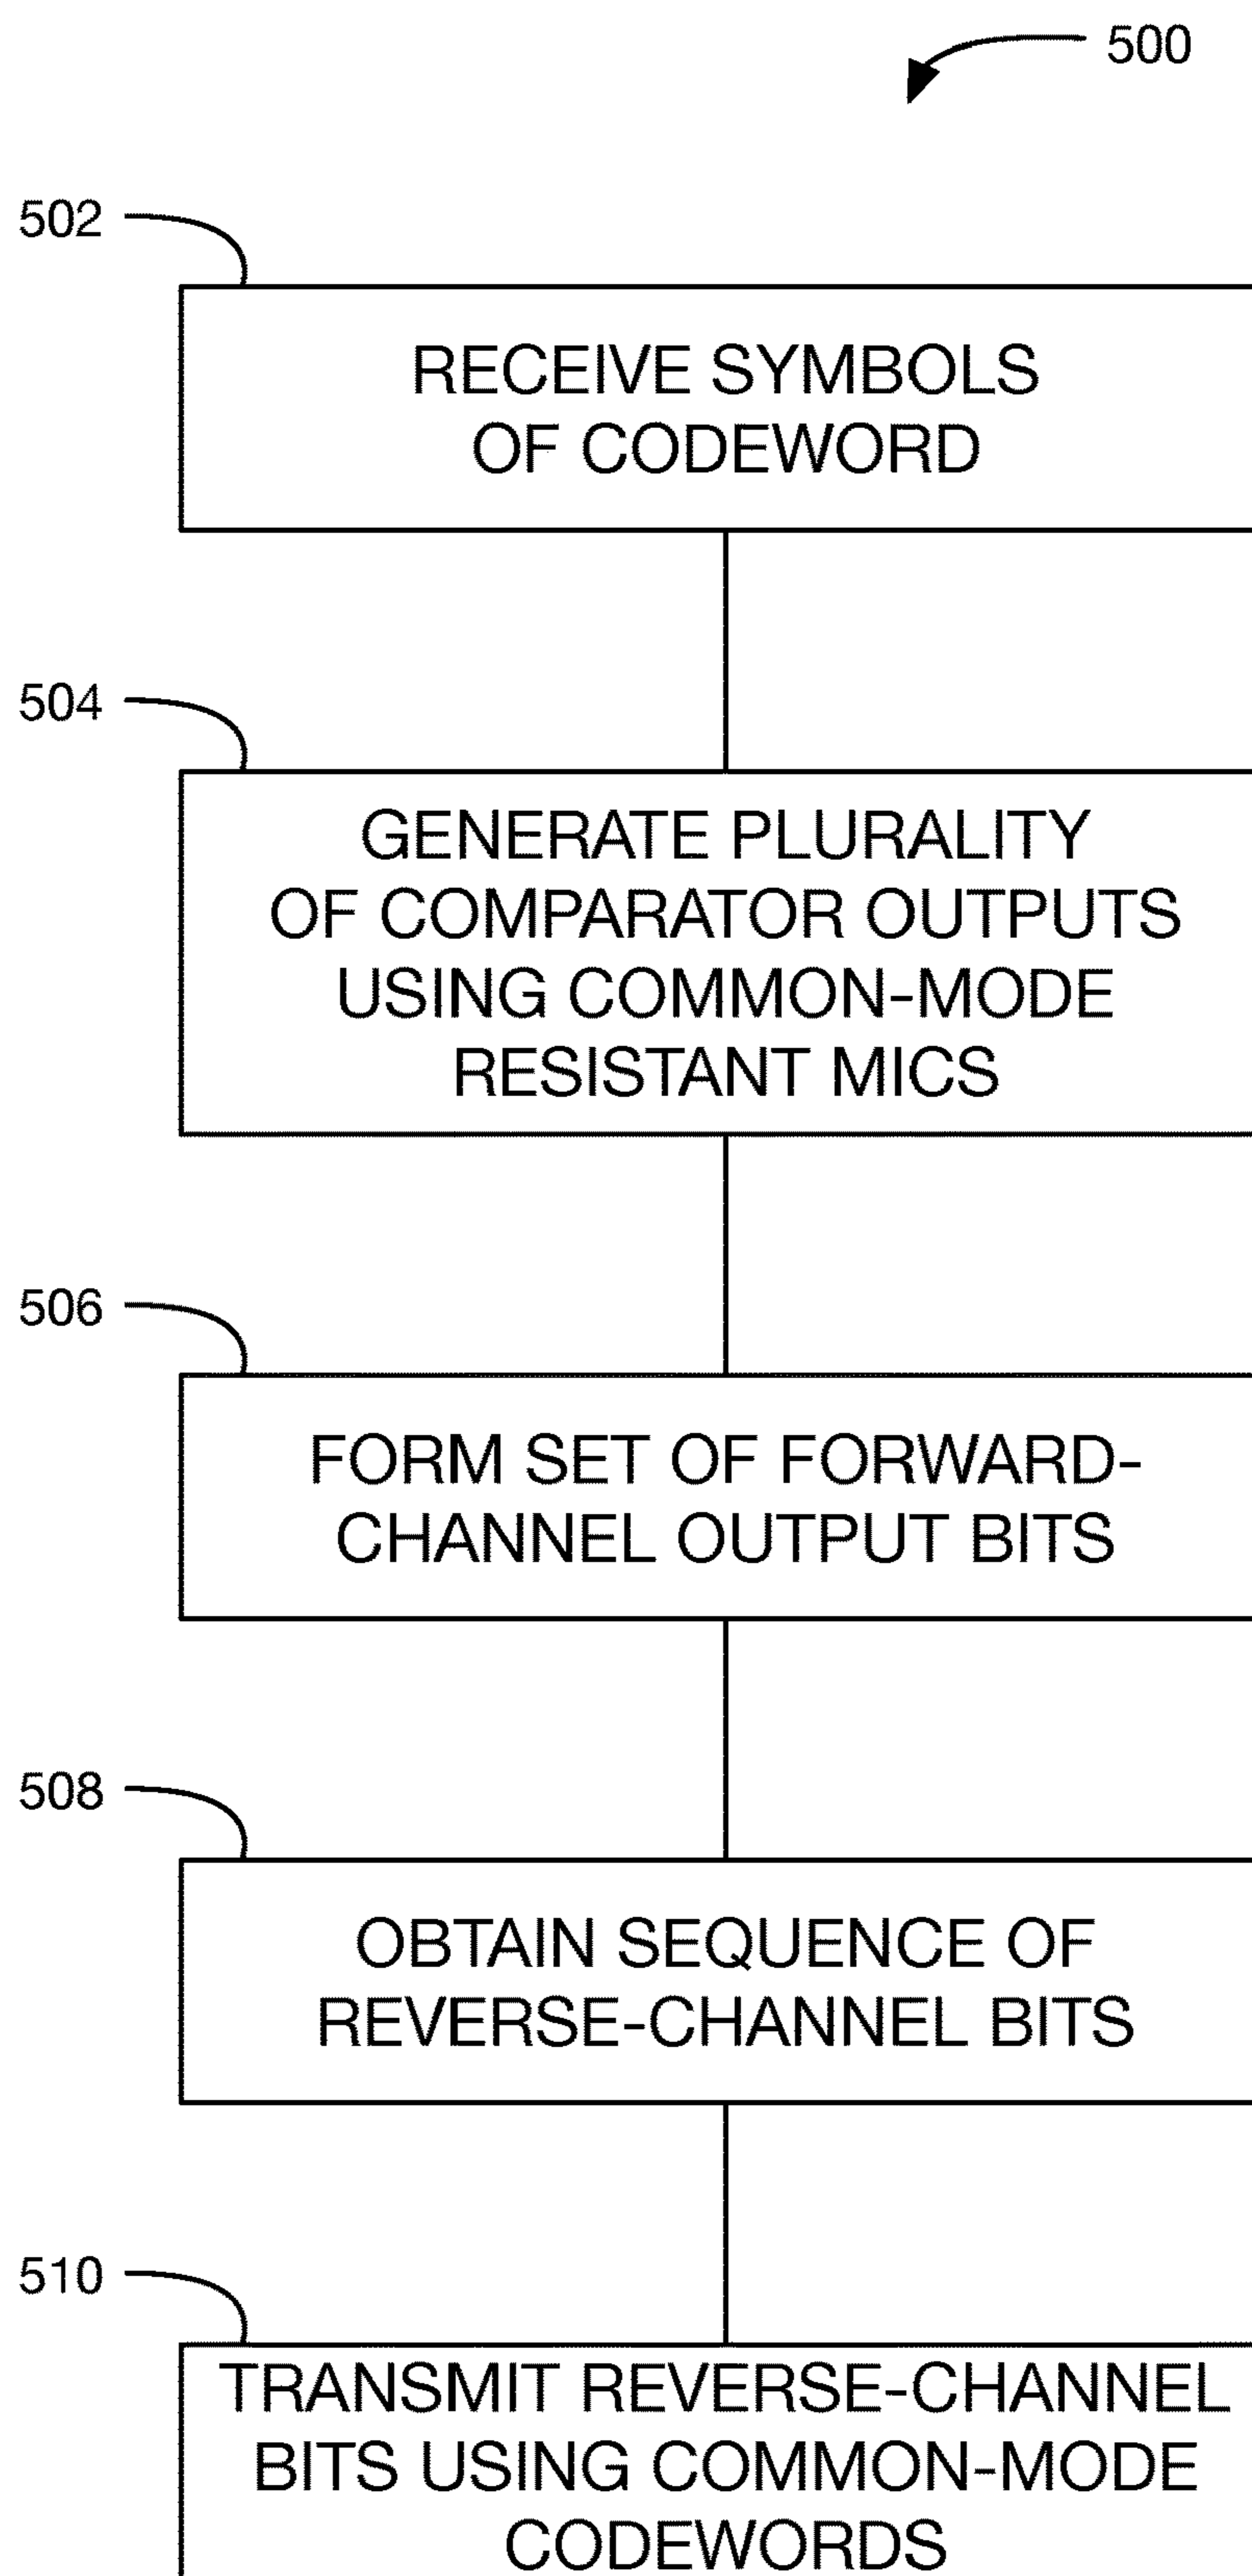 500
502
RECEIVE SYMBOLS
OF CODEWORD
504
GENERATE PLURALITY
OF COMPARATOR OUTPUTS
USING COMMON-MODE
RESISTANT MICS
506
FORM SET OF FORWARD-
CHANNEL OUTPUT BITS
508
OBTAIN SEQUENCE OF
REVERSE-CHANNEL BITS
510
TRANSMIT REVERSE-CHANNEL
BITS USING COMMON-MODE
CODEWORDS